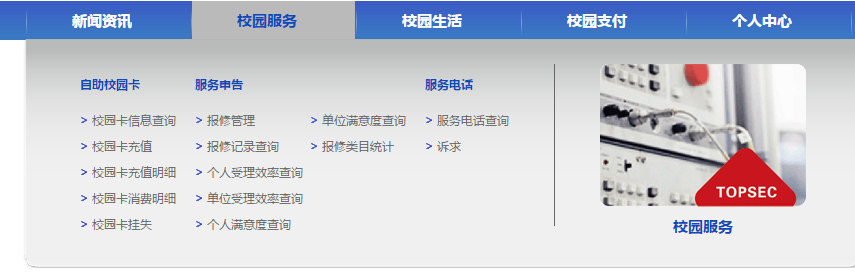 新闻资讯 校园服务 校园生活 校园支付 个人中心
自助校园卡 服务申告 服务电话
> 校园卡信息查询 > 报修管理 > 单位满意度查询 > 服务电话查询
> 校园卡充值 > 报修记录查询 > 报修类目统计 > 诉求
> 校园卡充值明细 > 个人受理效率查询
> 校园卡消费明细 > 单位受理效率查询
> 校园卡挂失 > 个人满意度查询
TOPSEC
校园服务